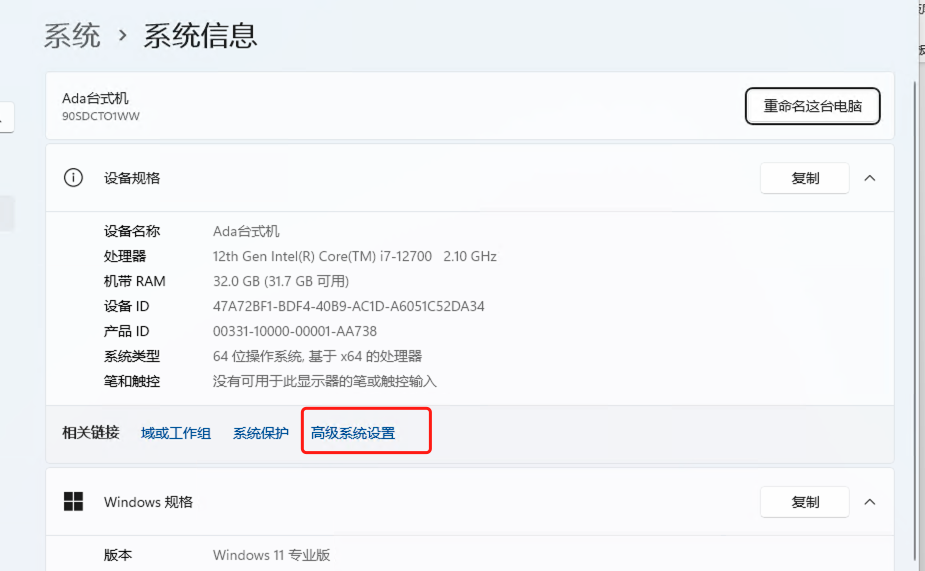 系统 › 系统信息
Ada台式机
90SDCTO1WW
重命名这台电脑
设备规格
复制
设备名称 Ada台式机
处理器 12th Gen Intel(R) Core(TM) i7-12700 2.10 GHz
机带 RAM 32.0 GB (31.7 GB 可用)
设备 ID 47A72BF1-BDF4-40B9-AC1D-A6051C52DA34
产品 ID 00331-10000-00001-AA738
系统类型 64 位操作系统, 基于 x64 的处理器
笔和触控 没有可用于此显示器的笔或触控输入
相关链接 域或工作组 系统保护 高级系统设置
Windows 规格
复制
版本 Windows 11 专业版